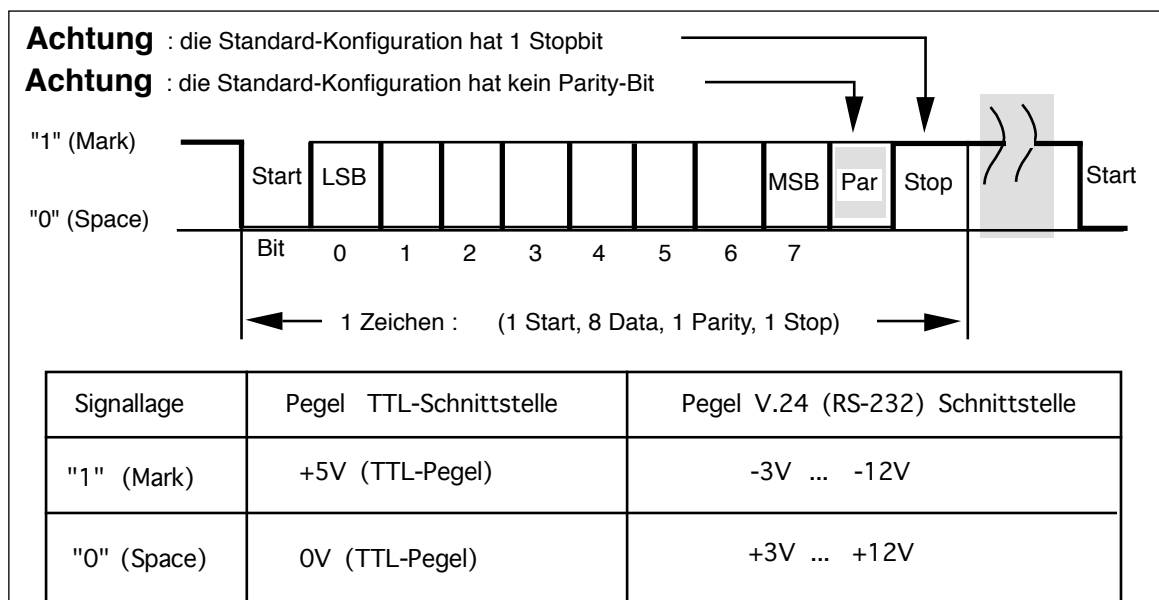 Achtung : die Standard-Konfiguration hat 1 Stopbit
Achtung : die Standard-Konfiguration hat kein Parity-Bit
"1" (Mark)
Start LSB MSB Par Stop Start
"0" (Space)
Bit 0 1 2 3 4 5 6 7
1 Zeichen : (1 Start, 8 Data, 1 Parity, 1 Stop)
Signallage Pegel TTL-Schnittstelle Pegel V.24 (RS-232) Schnittstelle
"1" (Mark) +5V (TTL-Pegel) -3V ... -12V
"0" (Space) 0V (TTL-Pegel) +3V ... +12V